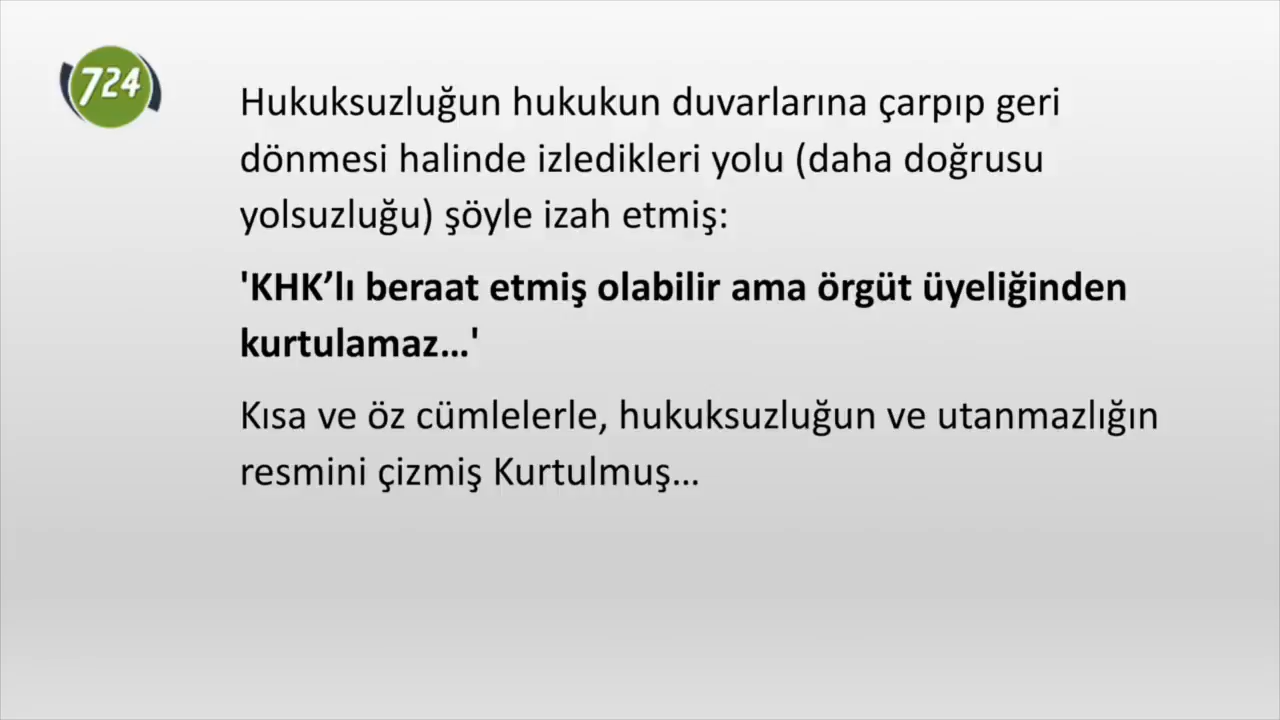 724
Hukuksuzluğun hukukun duvarlarına çarpıp geri
dönmesi halinde izledikleri yolu (daha doğrusu
yolsuzluğu) şöyle izah etmiş:
'KHK’lı beraat etmiş olabilir ama örgüt üyeliğinden
kurtulamaz…'
Kısa ve öz cümlelerle, hukuksuzluğun ve utanmazlığın
resmini çizmiş Kurtulmuş…